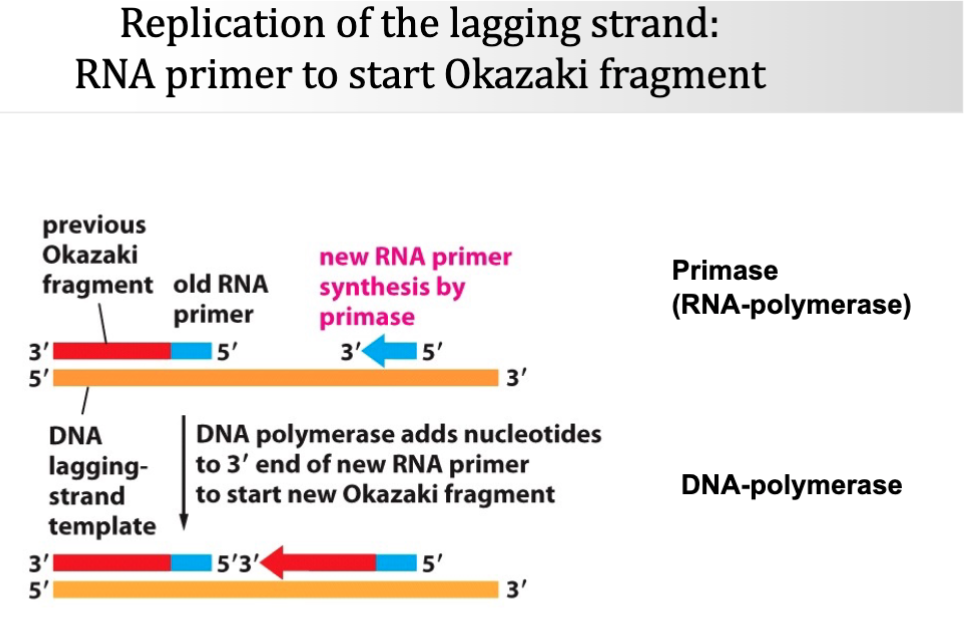 Replication of the lagging strand:
RNA primer to start Okazaki fragment
previous
Okazaki
fragment
old RNA
primer
new RNA primer
synthesis by
primase
Primase
(RNA-polymerase)
3′ 5′ 3′ 5′
5′ 3′
DNA
lagging-
strand
template
DNA polymerase adds nucleotides
to 3′ end of new RNA primer
to start new Okazaki fragment
DNA-polymerase
3′ 5′3′ 5′
5′ 3′